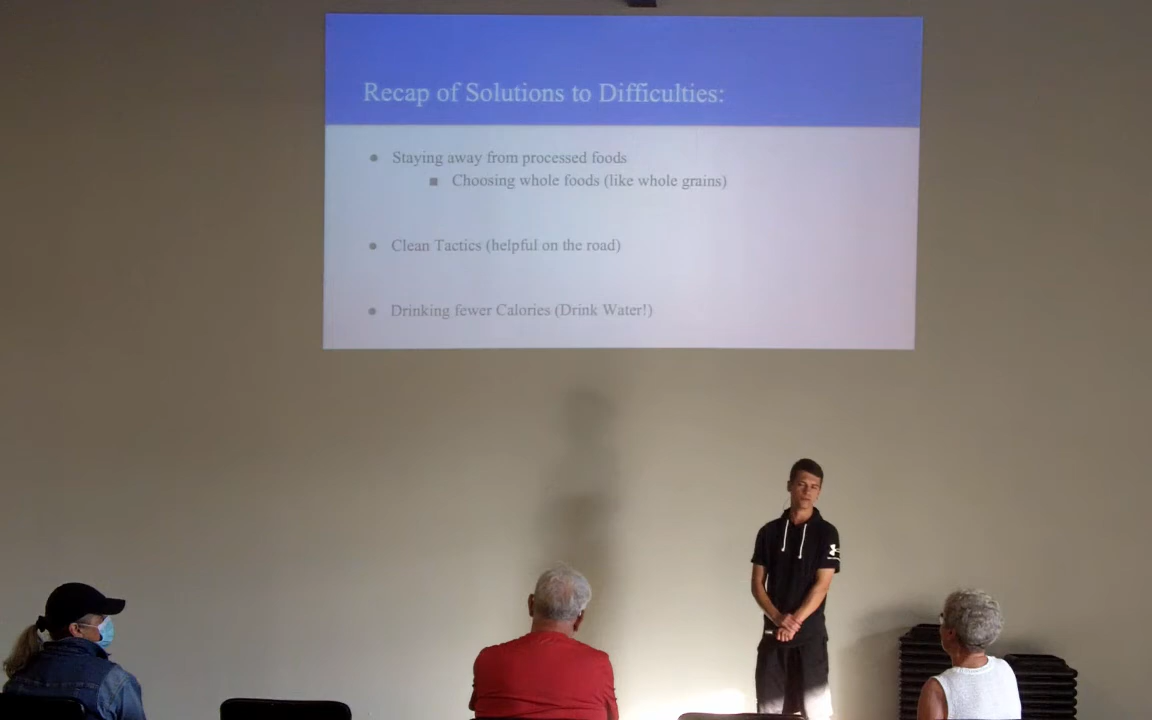 Recap of Solutions to Difficulties:
● Staying away from processed foods
■ Choosing whole foods (like whole grains)
● Clean Tactics (helpful on the road)
● Drinking fewer Calories (Drink Water!)